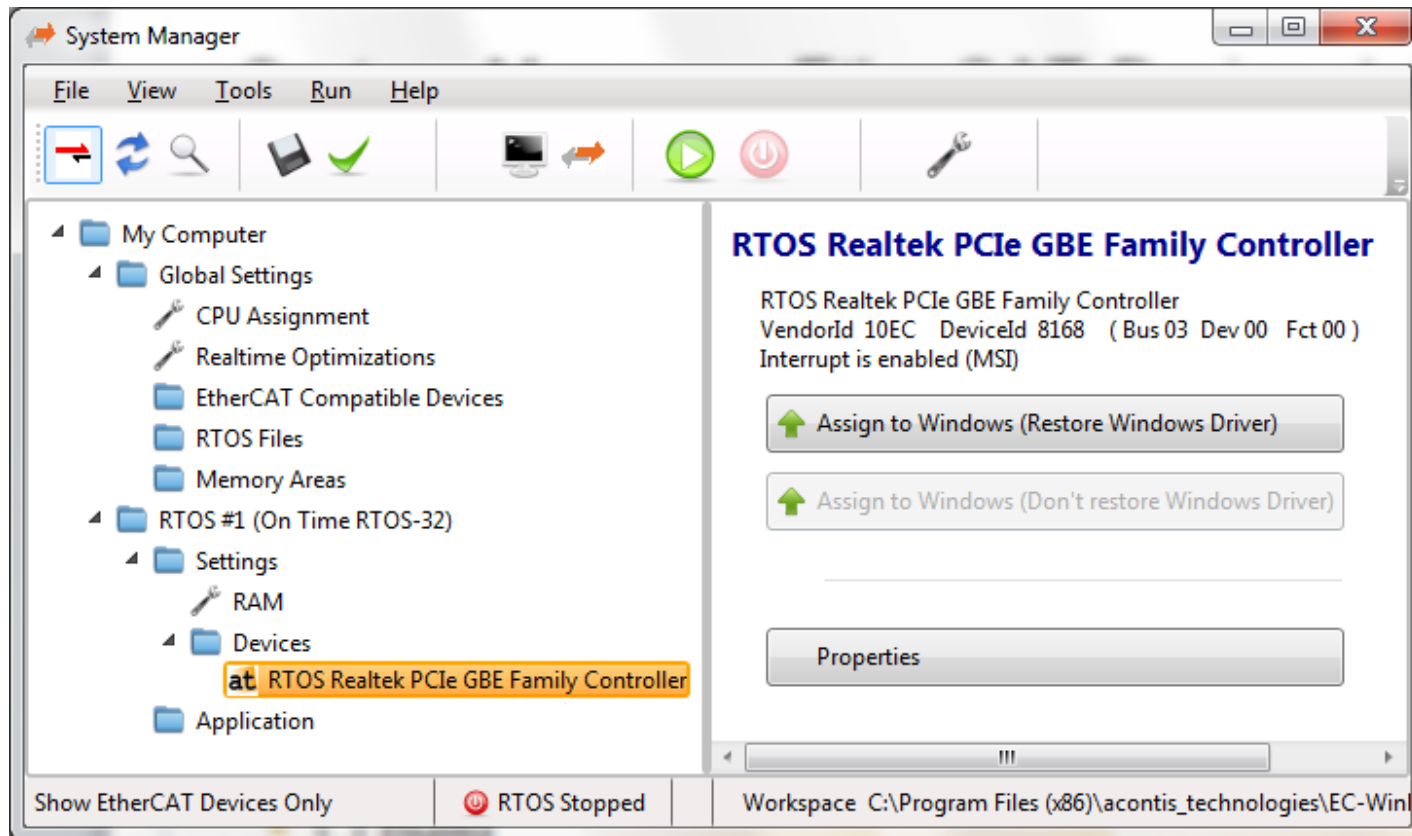 System Manager
File View Tools Run Help
My Computer
Global Settings
CPU Assignment
Realtime Optimizations
EtherCAT Compatible Devices
RTOS Files
Memory Areas
RTOS #1 (On Time RTOS-32)
Settings
RAM
Devices
at RTOS Realtek PCIe GBE Family Controller
Application
RTOS Realtek PCIe GBE Family Controller
RTOS Realtek PCIe GBE Family Controller
VendorId 10EC DeviceId 8168 ( Bus 03 Dev 00 Fct 00 )
Interrupt is enabled (MSI)
Assign to Windows (Restore Windows Driver)
Assign to Windows (Don't restore Windows Driver)
Properties
Show EtherCAT Devices Only RTOS Stopped Workspace C:\Program Files (x86)\acontis_technologies\EC-Win